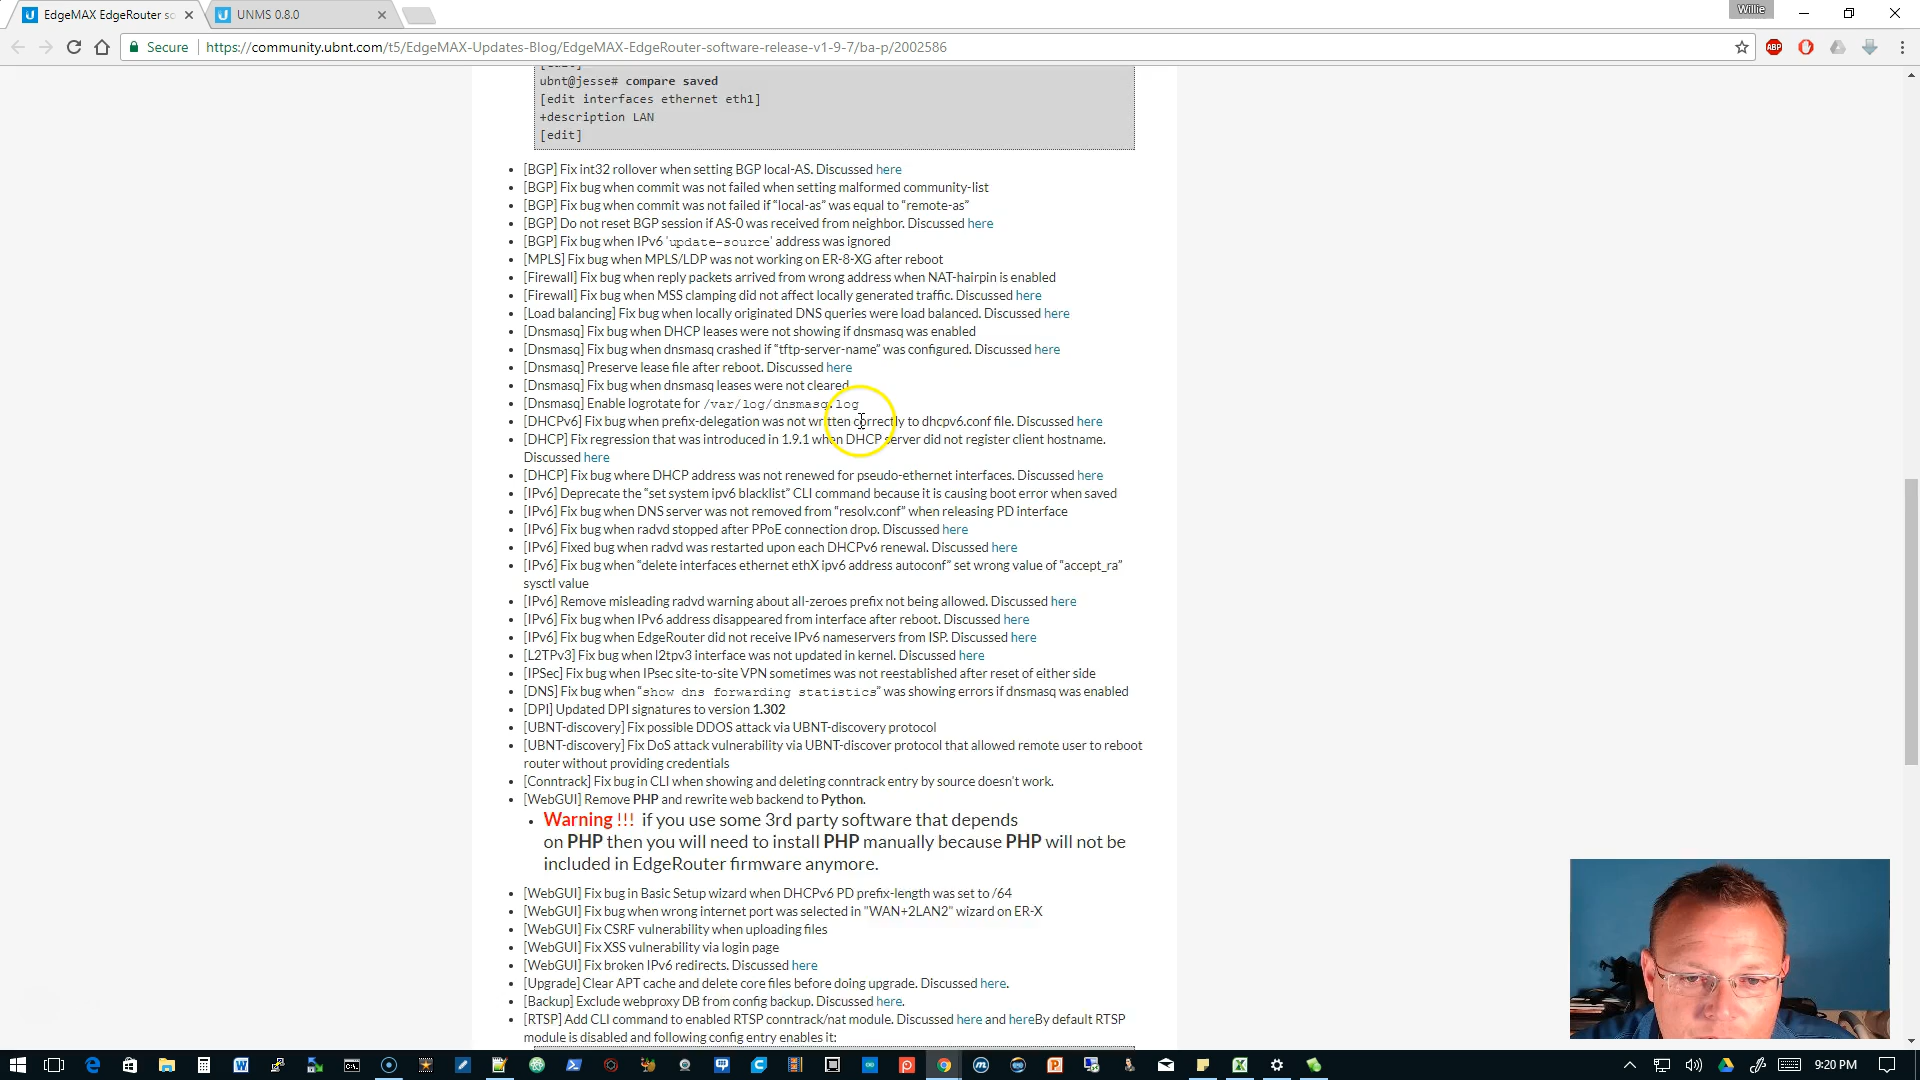 EdgeMAX EdgeRouter so
UNMS 0.8.0
Willie
Secure https://community.ubnt.com/t5/EdgeMAX-Updates-Blog/EdgeMAX-EdgeRouter-software-release-v1-9-7/ba-p/2002586
ABP
[edit]
ubnt@jesse# compare saved
[edit interfaces ethernet eth1]
+description LAN
[edit]
• [BGP] Fix int32 rollover when setting BGP local-AS. Discussed here
• [BGP] Fix bug when commit was not failed when setting malformed community-list
• [BGP] Fix bug when commit was not failed if “local-as” was equal to “remote-as”
• [BGP] Do not reset BGP session if AS-0 was received from neighbor. Discussed here
• [BGP] Fix bug when IPv6 'update-source' address was ignored
• [MPLS] Fix bug when MPLS/LDP was not working on ER-8-XG after reboot
• [Firewall] Fix bug when reply packets arrived from wrong address when NAT-hairpin is enabled
• [Firewall] Fix bug when MSS clamping did not affect locally generated traffic. Discussed here
• [Load balancing] Fix bug when locally originated DNS queries were load balanced. Discussed here
• [Dnsmasq] Fix bug when DHCP leases were not showing if dnsmasq was enabled
• [Dnsmasq] Fix bug when dnsmasq crashed if “tftp-server-name” was configured. Discussed here
• [Dnsmasq] Preserve lease file after reboot. Discussed here
• [Dnsmasq] Fix bug when dnsmasq leases were not cleared
• [Dnsmasq] Enable logrotate for /var/log/dnsmasq.log
• [DHCPv6] Fix bug when prefix-delegation was not written correctly to dhcpv6.conf file. Discussed here
• [DHCP] Fix regression that was introduced in 1.9.1 when DHCP server did not register client hostname.
Discussed here
• [DHCP] Fix bug where DHCP address was not renewed for pseudo-ethernet interfaces. Discussed here
• [IPv6] Deprecate the “set system ipv6 blacklist” CLI command because it is causing boot error when saved
• [IPv6] Fix bug when DNS server was not removed from “resolv.conf” when releasing PD interface
• [IPv6] Fix bug when radvd stopped after PPoE connection drop. Discussed here
• [IPv6] Fixed bug when radvd was restarted upon each DHCPv6 renewal. Discussed here
• [IPv6] Fix bug when “delete interfaces ethernet ethX ipv6 address autoconf” set wrong value of “accept_ra”
sysctl value
• [IPv6] Remove misleading radvd warning about all-zeroes prefix not being allowed. Discussed here
• [IPv6] Fix bug when IPv6 address disappeared from interface after reboot. Discussed here
• [IPv6] Fix bug when EdgeRouter did not receive IPv6 nameservers from ISP. Discussed here
• [L2TPv3] Fix bug when l2tpv3 interface was not updated in kernel. Discussed here
• [IPSec] Fix bug when IPsec site-to-site VPN sometimes was not reestablished after reset of either side
• [DNS] Fix bug when “show dns forwarding statistics” was showing errors if dnsmasq was enabled
• [DPI] Updated DPI signatures to version 1.302
• [UBNT-discovery] Fix possible DDOS attack via UBNT-discovery protocol
• [UBNT-discovery] Fix DoS attack vulnerability via UBNT-discover protocol that allowed remote user to reboot
router without providing credentials
• [Conntrack] Fix bug in CLI when showing and deleting conntrack entry by source doesn’t work.
• [WebGUI] Remove PHP and rewrite web backend to Python.
• Warning !!! if you use some 3rd party software that depends
on PHP then you will need to install PHP manually because PHP will not be
included in EdgeRouter firmware anymore.
• [WebGUI] Fix bug in Basic Setup wizard when DHCPv6 PD prefix-length was set to /64
• [WebGUI] Fix bug when wrong internet port was selected in "WAN+2LAN2" wizard on ER-X
• [WebGUI] Fix CSRF vulnerability when uploading files
• [WebGUI] Fix XSS vulnerability via login page
• [WebGUI] Fix broken IPv6 redirects. Discussed here
• [Upgrade] Clear APT cache and delete core files before doing upgrade. Discussed here.
• [Backup] Exclude webproxy DB from config backup. Discussed here.
• [RTSP] Add CLI command to enabled RTSP conntrack/nat module. Discussed here and hereBy default RTSP
module is disabled and following config entry enables it:
9:20 PM